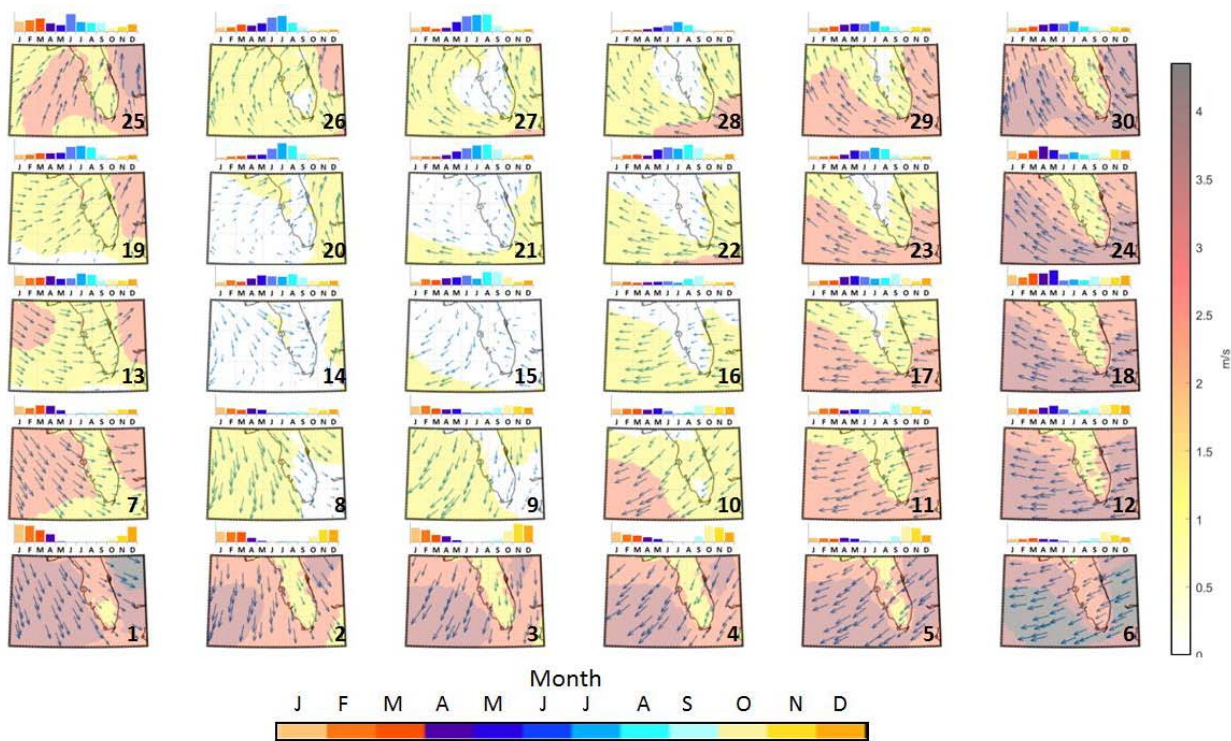 J F M A M J J A S O N D J F M A M J J A S O N D J F M A M J J A S O N D J F M A M J J A S O N D J F M A M J J A S O N D J F M A M J J A S O N D
25 26 27 28 29 30
J F M A M J J A S O N D J F M A M J J A S O N D J F M A M J J A S O N D J F M A M J J A S O N D J F M A M J J A S O N D J F M A M J J A S O N D
19 20 21 22 23 24
J F M A M J J A S O N D J F M A M J J A S O N D J F M A M J J A S O N D J F M A M J J A S O N D J F M A M J J A S O N D J F M A M J J A S O N D
13 14 15 16 17 18
J F M A M J J A S O N D J F M A M J J A S O N D J F M A M J J A S O N D J F M A M J J A S O N D J F M A M J J A S O N D J F M A M J J A S O N D
7 8 9 10 11 12
J F M A M J J A S O N D J F M A M J J A S O N D J F M A M J J A S O N D J F M A M J J A S O N D J F M A M J J A S O N D J F M A M J J A S O N D
1 2 3 4 5 6
4
3.5
3
2.5
2
1.5
1
0.5
0
m/s
Month
J F M A M J J A S O N D